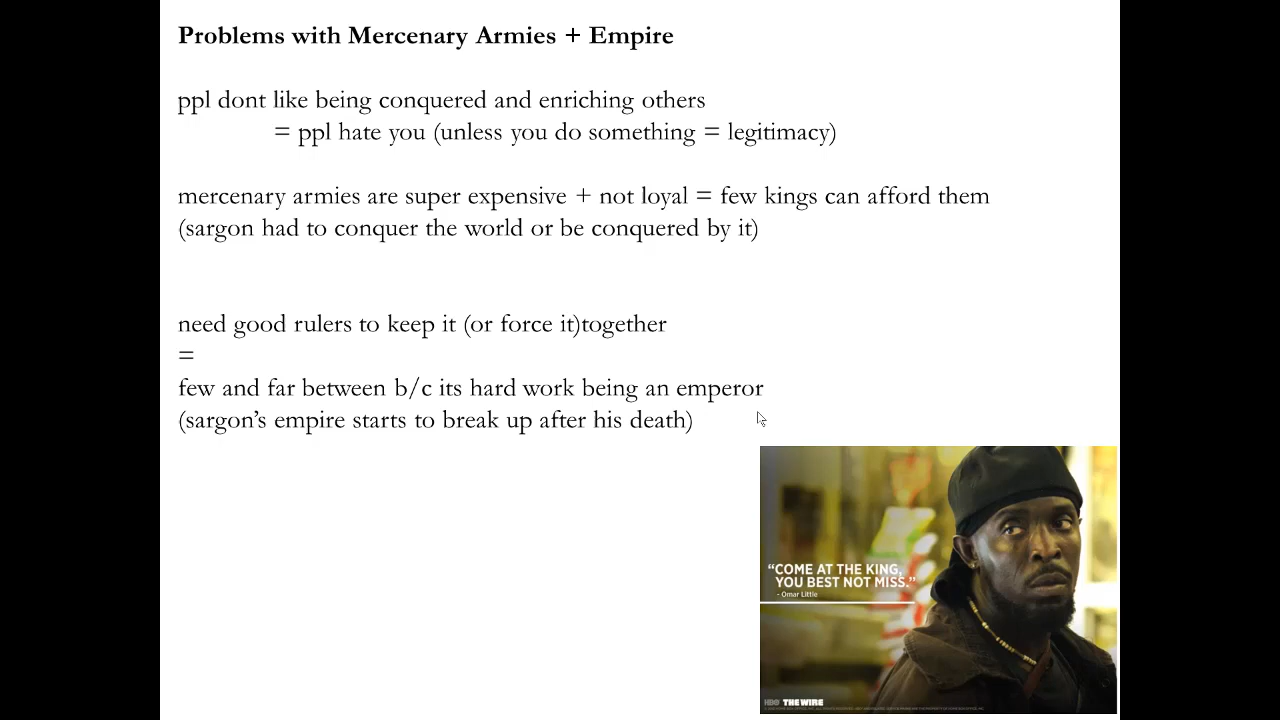 Problems with Mercenary Armies + Empire
ppl dont like being conquered and enriching others
= ppl hate you (unless you do something = legitimacy)
mercenary armies are super expensive + not loyal = few kings can afford them
(sargon had to conquer the world or be conquered by it)
need good rulers to keep it (or force it)together
=
few and far between b/c its hard work being an emperor
(sargon's empire starts to break up after his death)
“COME AT THE KING,
YOU BEST NOT MISS.”
- Omar Little
HBO THE WIRE